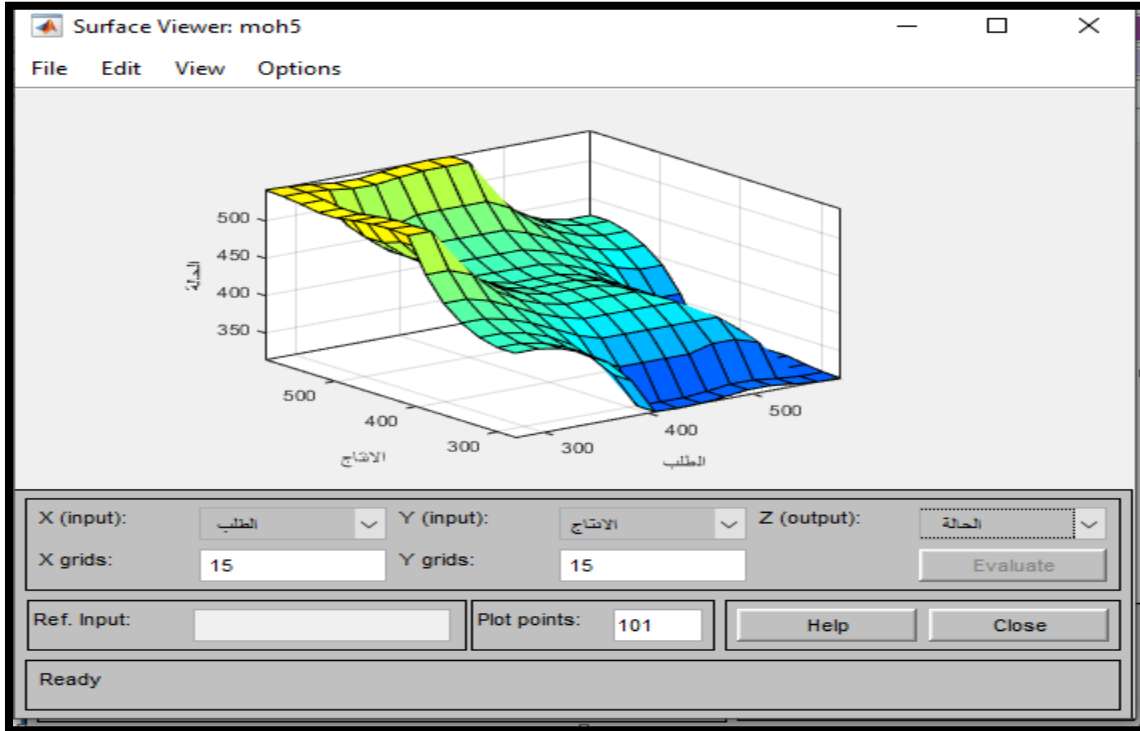 Surface Viewer: moh5
File Edit View Options
500
450
400
350
الحالة
500
400
300
الانتاج
300
400
500
الطلب
X (input): الطلب Y (input): الانتاج Z (output): الحالة
X grids: 15 Y grids: 15 Evaluate
Ref. Input: Plot points: 101 Help Close
Ready